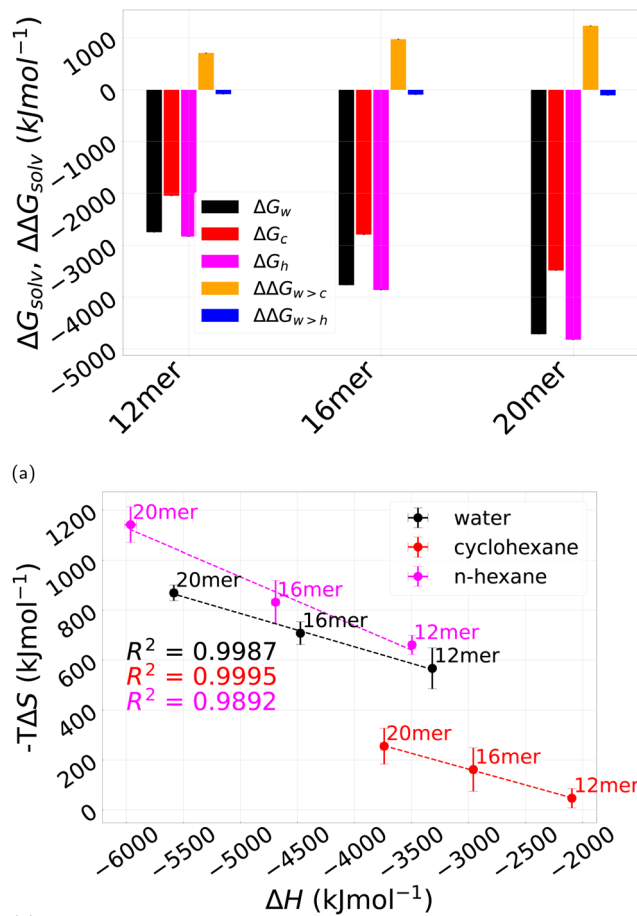 1000
0
−1000
−2000
−3000
−4000
−5000
ΔG_solv, ΔΔG_solv (kJmol⁻¹)
ΔG_w
ΔG_c
ΔG_h
ΔΔG_w>c
ΔΔG_w>h
12mer
16mer
20mer
(a)
1200
1000
800
600
400
200
0
-TΔS (kJmol⁻¹)
water
cyclohexane
n-hexane
20mer
16mer
12mer
20mer
16mer
12mer
R² = 0.9987
R² = 0.9995
R² = 0.9892
20mer
16mer
12mer
−6000
−5500
−5000
−4500
−4000
−3500
−3000
−2500
−2000
ΔH (kJmol⁻¹)